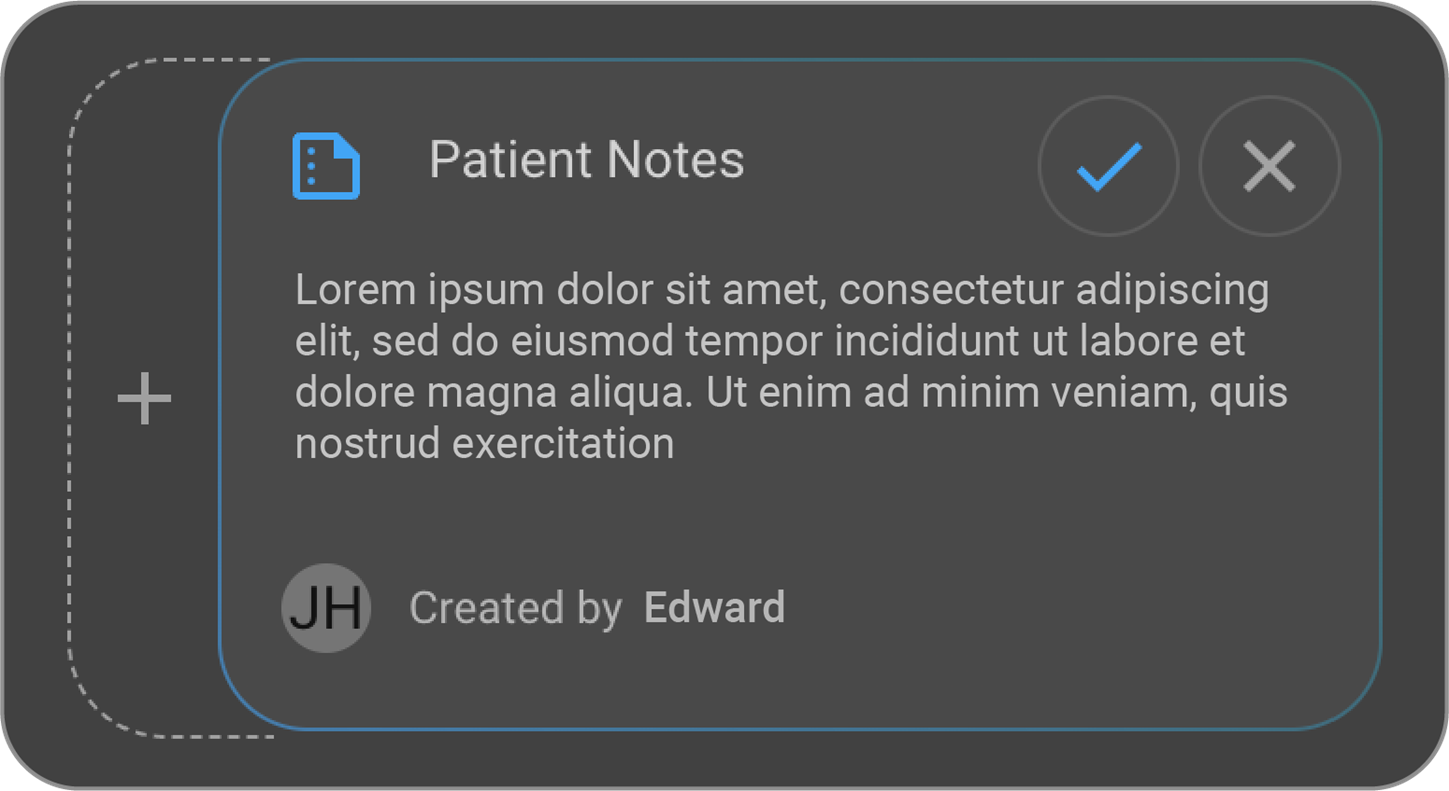 Patient Notes
Lorem ipsum dolor sit amet, consectetur adipiscing
elit, sed do eiusmod tempor incididunt ut labore et
dolore magna aliqua. Ut enim ad minim veniam, quis
nostrud exercitation
JH Created by Edward